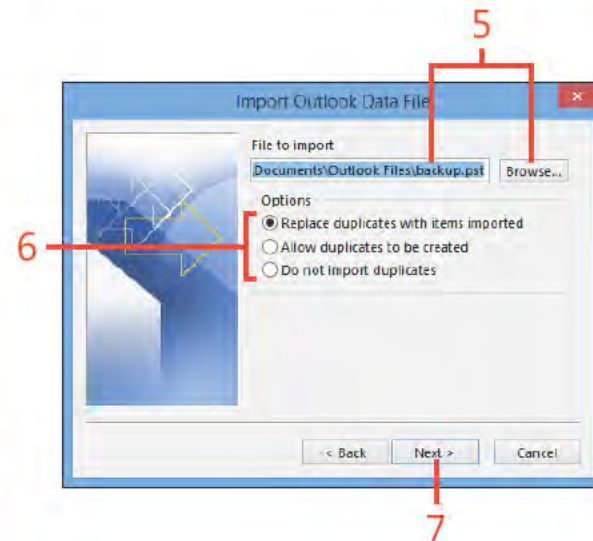 5
Import Outlook Data File
×
File to import
Documents\Outlook Files\backup.pst Browse...
Options
6
Replace duplicates with items imported
Allow duplicates to be created
Do not import duplicates
< Back Next > Cancel
7